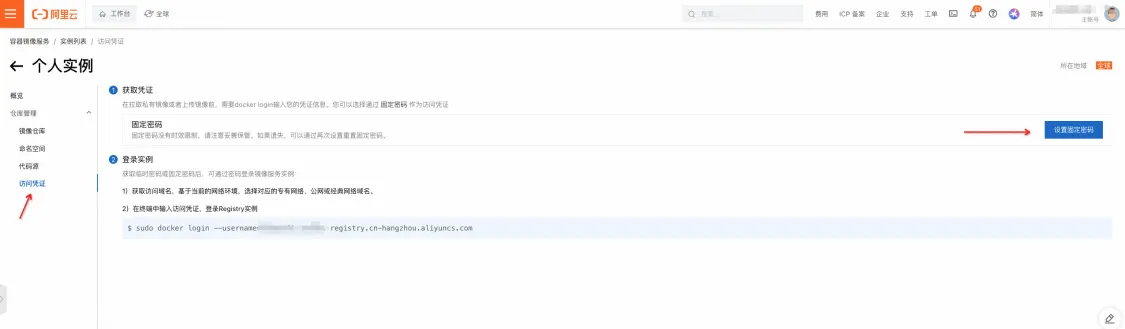 阿里云 工作台 全球 搜索... 费用 ICP 备案 企业 支持 工单 简体
主账号
容器镜像服务 / 实例列表 / 访问凭证
个人实例 所在地域 全球
概览
仓库管理
镜像仓库
命名空间
代码源
访问凭证
1 获取凭证
在拉取私有镜像或者上传镜像前，需要docker login输入您的凭证信息。您可以选择通过 固定密码 作为访问凭证
固定密码
固定密码没有时效限制，请注意妥善保管。如果遗失，可以通过再次设置重置固定密码。
设置固定密码
2 登录实例
获取临时密码或固定密码后，可通过密码登录镜像服务实例:
1）获取访问域名，基于当前的网络环境，选择对应的专有网络、公网或经典网络域名。
2）在终端中输入访问凭证，登录Registry实例
$ sudo docker login --username registry.cn-hangzhou.aliyuncs.com